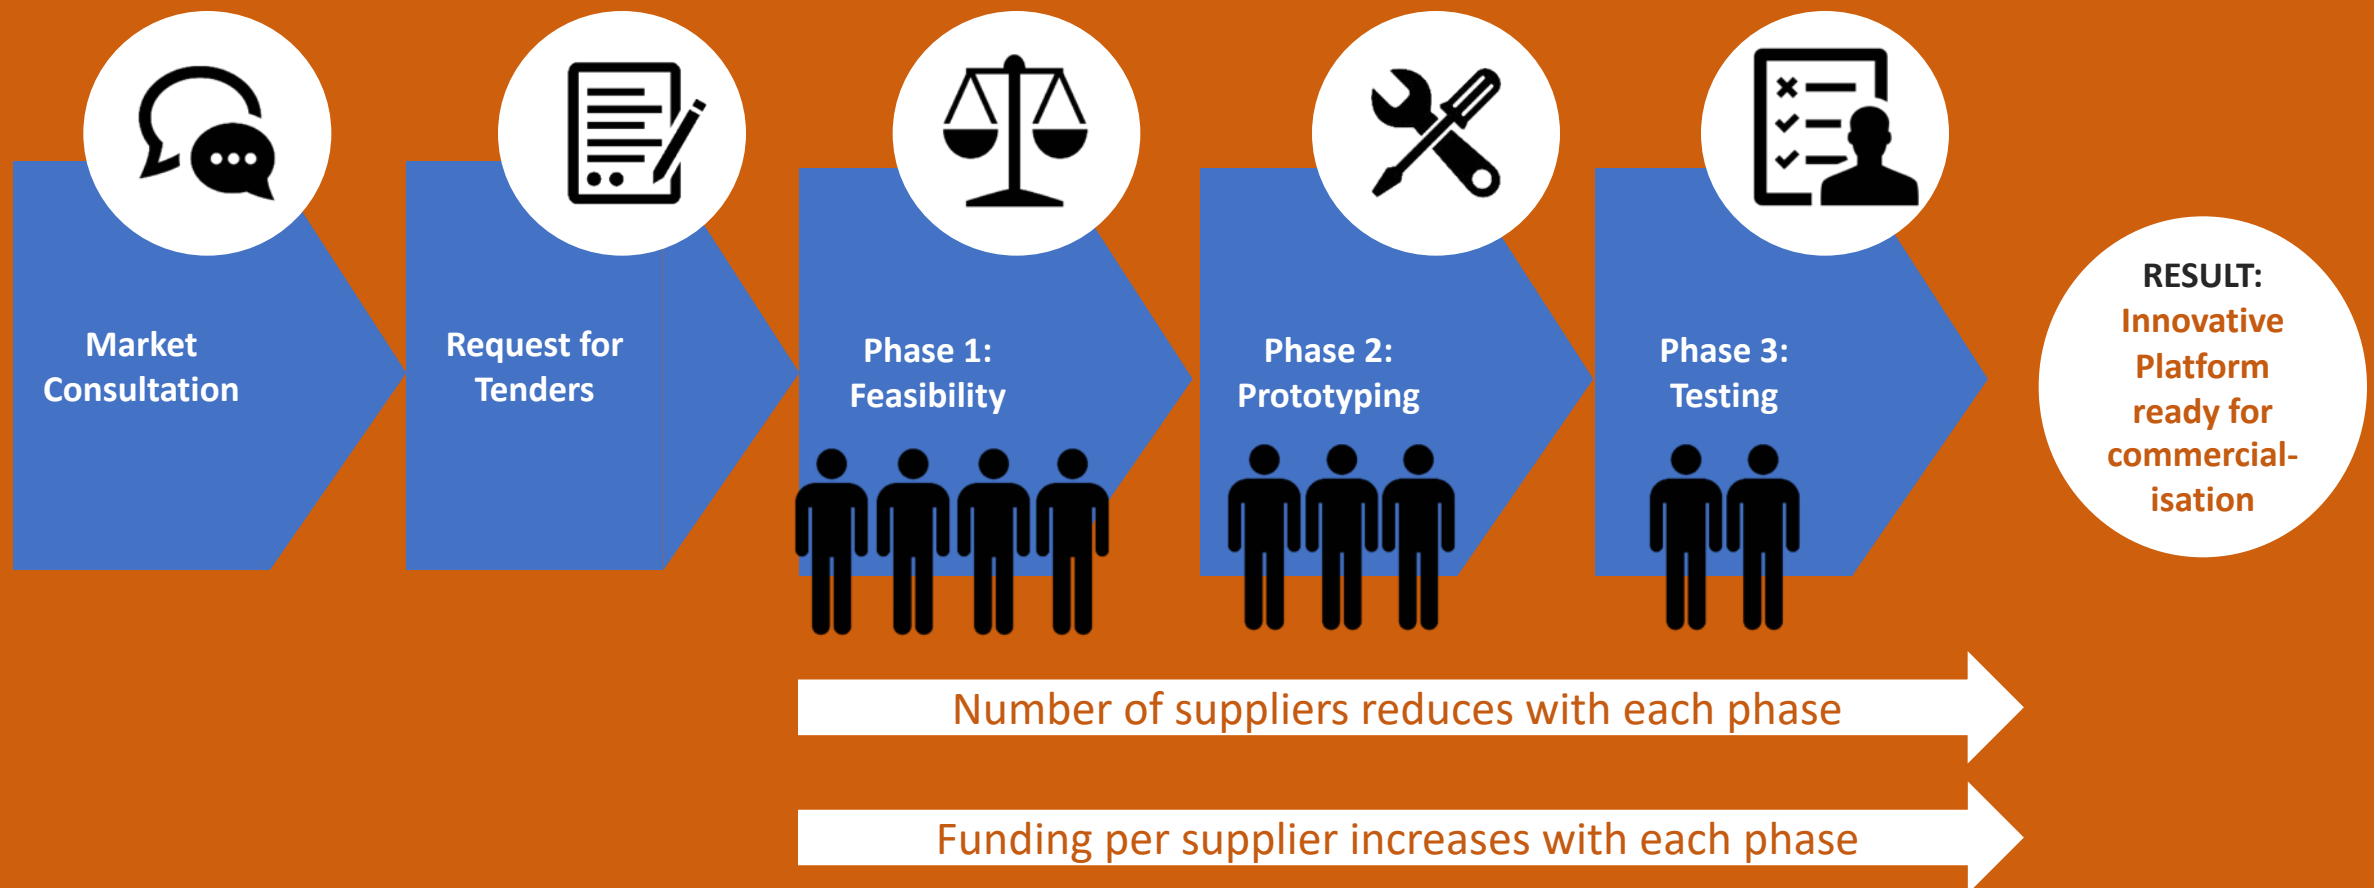 Market
Consultation
Request for
Tenders
Phase 1:
Feasibility
Phase 2:
Prototyping
Phase 3:
Testing
RESULT:
Innovative
Platform
ready for
commercial-
isation
Number of suppliers reduces with each phase
Funding per supplier increases with each phase